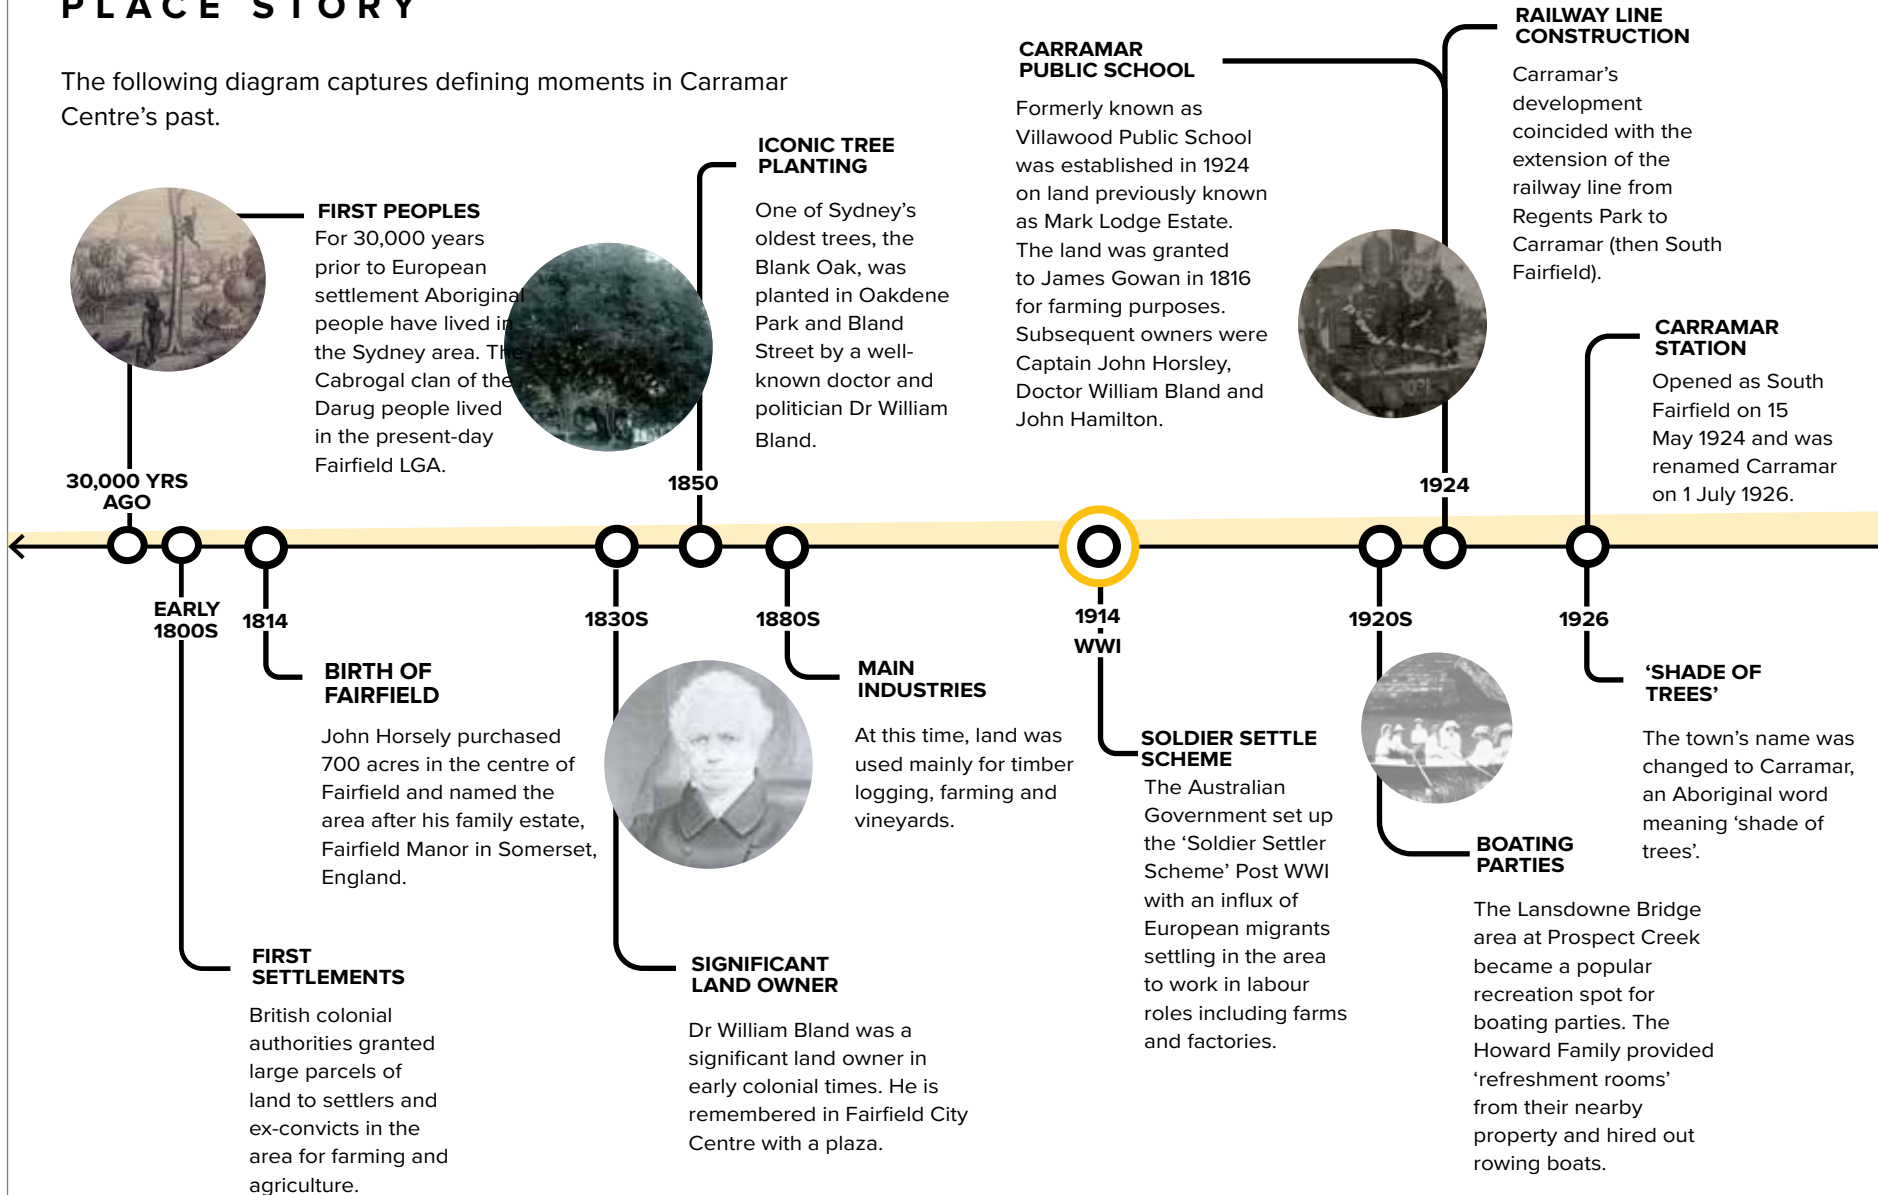 PLACE STORY
The following diagram captures defining moments in Carramar
Centre’s past.
FIRST PEOPLES
For 30,000 years
prior to European
settlement Aboriginal
people have lived in
the Sydney area. The
Cabrogal clan of the
Darug people lived
in the present-day
Fairfield LGA.
30,000 YRS
AGO
ICONIC TREE
PLANTING
One of Sydney’s
oldest trees, the
Blank Oak, was
planted in Oakdene
Park and Bland
Street by a well-
known doctor and
politician Dr William
Bland.
1850
CARRAMAR
PUBLIC SCHOOL
Formerly known as
Villawood Public School
was established in 1924
on land previously known
as Mark Lodge Estate.
The land was granted
to James Gowan in 1816
for farming purposes.
Subsequent owners were
Captain John Horsley,
Doctor William Bland and
John Hamilton.
RAILWAY LINE
CONSTRUCTION
Carramar’s
development
coincided with the
extension of the
railway line from
Regents Park to
Carramar (then South
Fairfield).
1924
CARRAMAR
STATION
Opened as South
Fairfield on 15
May 1924 and was
renamed Carramar
on 1 July 1926.
EARLY
1800S
FIRST
SETTLEMENTS
British colonial
authorities granted
large parcels of
land to settlers and
ex-convicts in the
area for farming and
agriculture.
1814
BIRTH OF
FAIRFIELD
John Horsely purchased
700 acres in the centre of
Fairfield and named the
area after his family estate,
Fairfield Manor in Somerset,
England.
1830S
SIGNIFICANT
LAND OWNER
Dr William Bland was a
significant land owner in
early colonial times. He is
remembered in Fairfield City
Centre with a plaza.
1880S
MAIN
INDUSTRIES
At this time, land was
used mainly for timber
logging, farming and
vineyards.
1914
WWI
SOLDIER SETTLE
SCHEME
The Australian
Government set up
the ‘Soldier Settler
Scheme’ Post WWI
with an influx of
European migrants
settling in the area
to work in labour
roles including farms
and factories.
1920S
BOATING
PARTIES
The Lansdowne Bridge
area at Prospect Creek
became a popular
recreation spot for
boating parties. The
Howard Family provided
‘refreshment rooms’
from their nearby
property and hired out
rowing boats.
1926
‘SHADE OF
TREES’
The town’s name was
changed to Carramar,
an Aboriginal word
meaning ‘shade of
trees’.